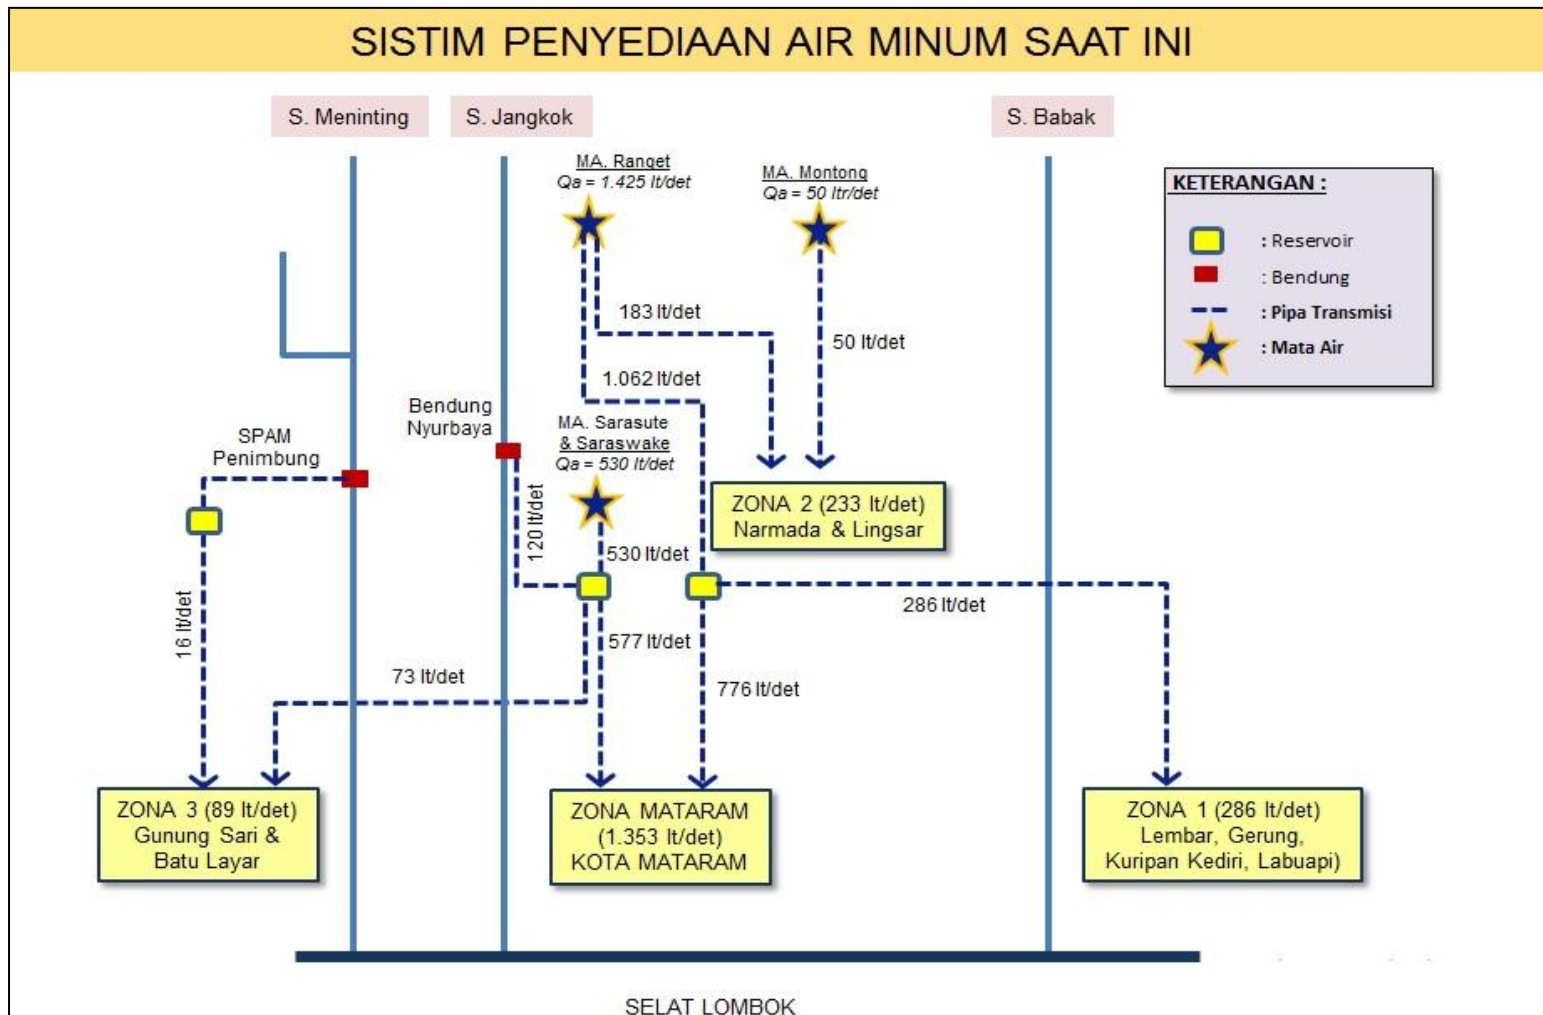 SISTIM PENYEDIAAN AIR MINUM SAAT INI
S. Meninting
S. Jangkok
S. Babak
MA. Ranget
Qa = 1.425 lt/det
MA. Montong
Qa = 50 ltr/det
KETERANGAN :
: Reservoir
: Bendung
: Pipa Transmisi
: Mata Air
183 lt/det
50 lt/det
1.062 lt/det
Bendung
Nyurbaya
MA. Sarasute
& Saraswake
Qa = 530 lt/det
SPAM
Penimbung
120 lt/det
ZONA 2 (233 lt/det)
Narmada & Lingsar
530 lt/det
286 lt/det
16 lt/det
577 lt/det
73 lt/det
776 lt/det
ZONA 3 (89 lt/det)
Gunung Sari &
Batu Layar
ZONA MATARAM
(1.353 lt/det)
KOTA MATARAM
ZONA 1 (286 lt/det)
Lembar, Gerung,
Kuripan Kediri, Labuapi)
SELAT LOMBOK